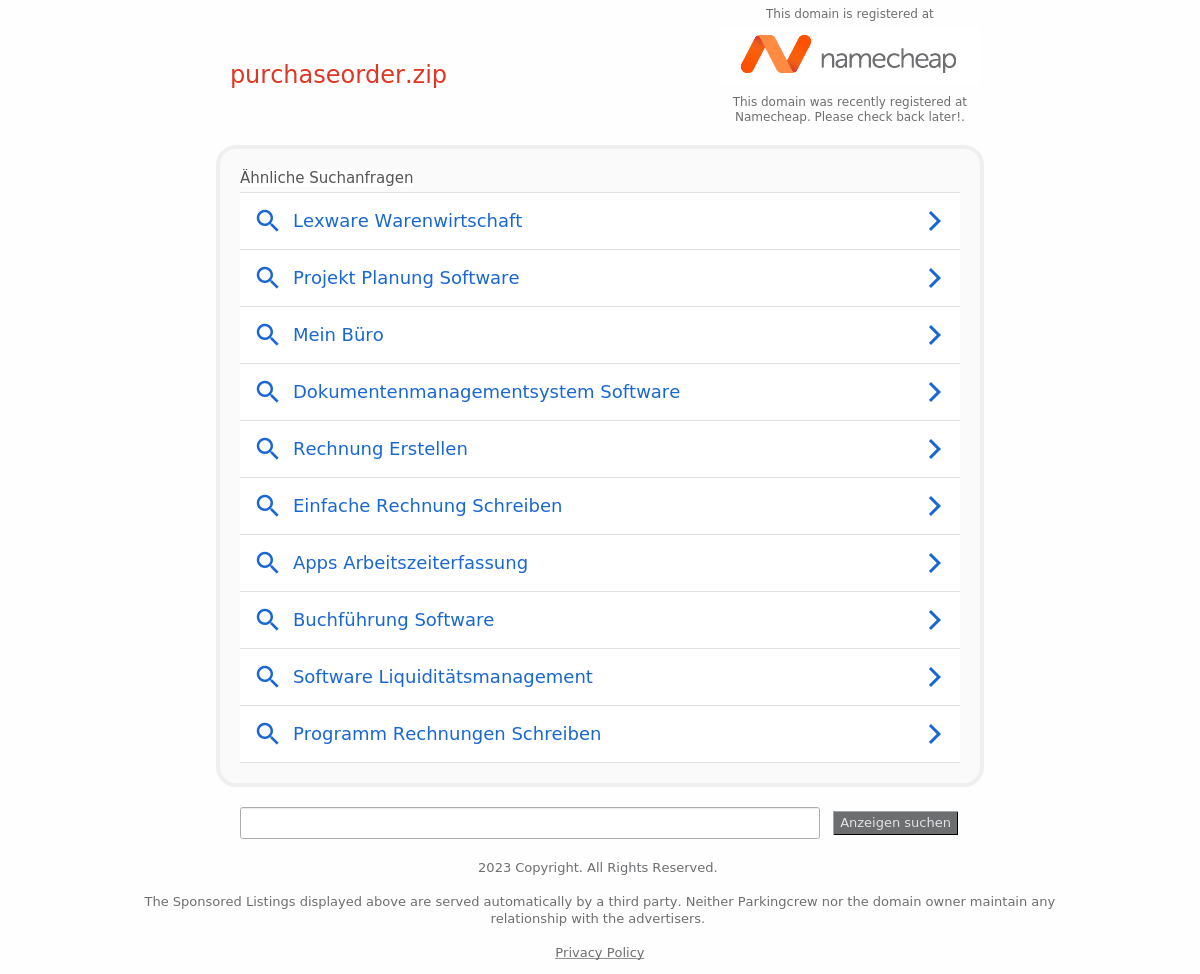 This domain is registered at
namecheap
purchaseorder.zip
This domain was recently registered at
Namecheap. Please check back later!.
Ähnliche Suchanfragen
Lexware Warenwirtschaft
Projekt Planung Software
Mein Büro
Dokumentenmanagementsystem Software
Rechnung Erstellen
Einfache Rechnung Schreiben
Apps Arbeitszeiterfassung
Buchführung Software
Software Liquiditätsmanagement
Programm Rechnungen Schreiben
Anzeigen suchen
2023 Copyright. All Rights Reserved.
The Sponsored Listings displayed above are served automatically by a third party. Neither Parkingcrew nor the domain owner maintain any
relationship with the advertisers.
Privacy Policy